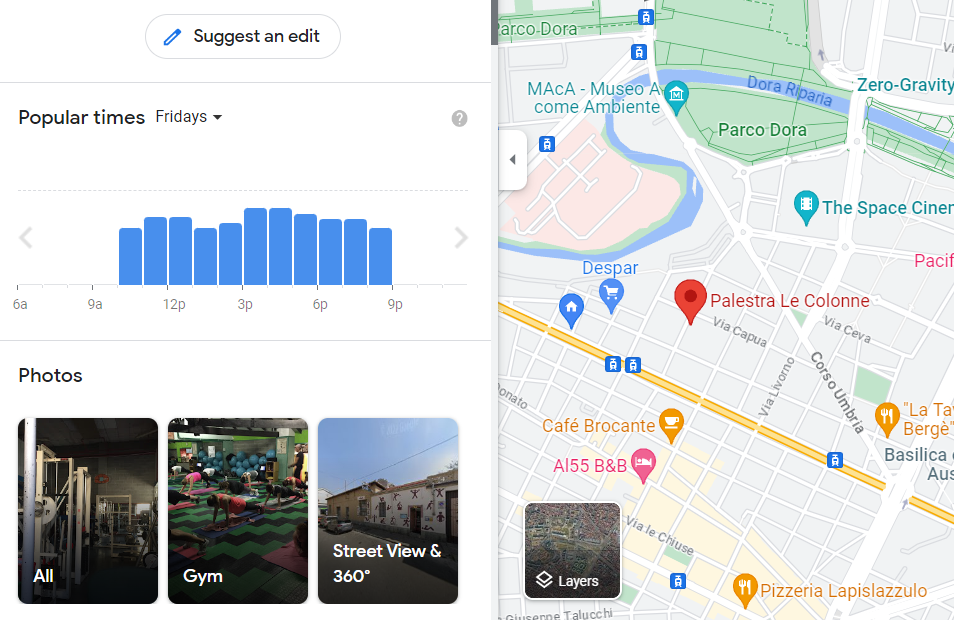 Suggest an edit
Popular times Fridays
6a 9a 12p 3p 6p 9p
Photos
All
Gym
Street View &
360°
Parco Dora
MAcA - Museo A
come Ambiente
Dora Riparia
Zero-Gravity
Parco Dora
The Space Cinem
Pacif
Despar
Palestra Le Colonne
Via Capua
Via Ceva
Donato
Via Livorno
Corso Umbria
Café Brocante
"La Tav
Bergè"
Al55 B&B
Basilica d
Aus
Via le Chiuse
Layers
Pizzeria Lapislazzulo
Giuseppe Talucchi